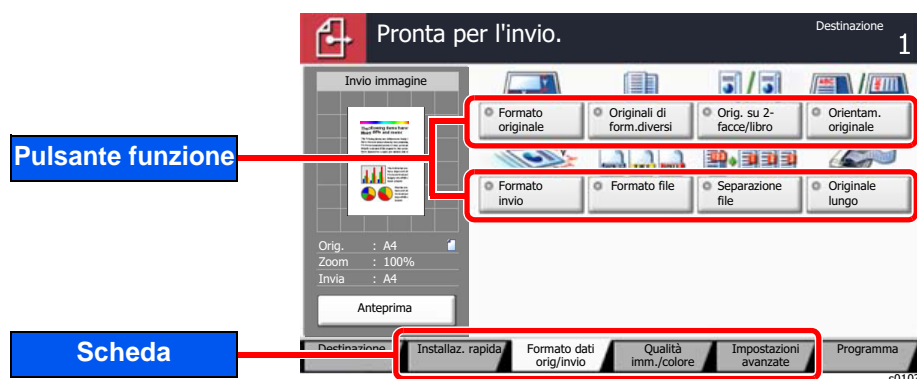 Pronta per l'invio.
Destinazione
1
Invio immagine
Orig. : A4
Zoom : 100%
Invia : A4
Anteprima
Formato
originale
Originali di
form.diversi
Orig. su 2-
facce/libro
Orientam.
originale
Formato
invio
Formato file
Separazione
file
Originale
lungo
Pulsante funzione
Scheda
Destinazione
Installaz. rapida
Formato dati
orig/invio
Qualità
imm./colore
Impostazioni
avanzate
Programma